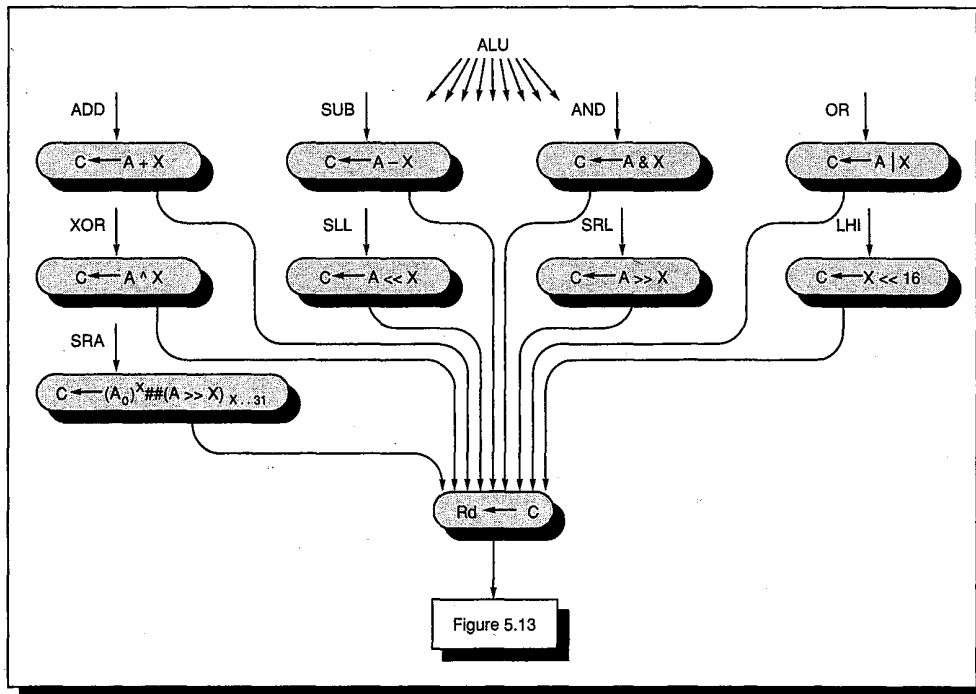 ALU
ADD
SUB
AND
OR
C ← A + X
C ← A – X
C ← A & X
C ← A | X
XOR
SLL
SRL
LHI
C ← A ^ X
C ← A << X
C ← A >> X
C ← X << 16
SRA
C ← (A₀)ˣ##(A >> X) X . . 31
Rd ← C
Figure 5.13